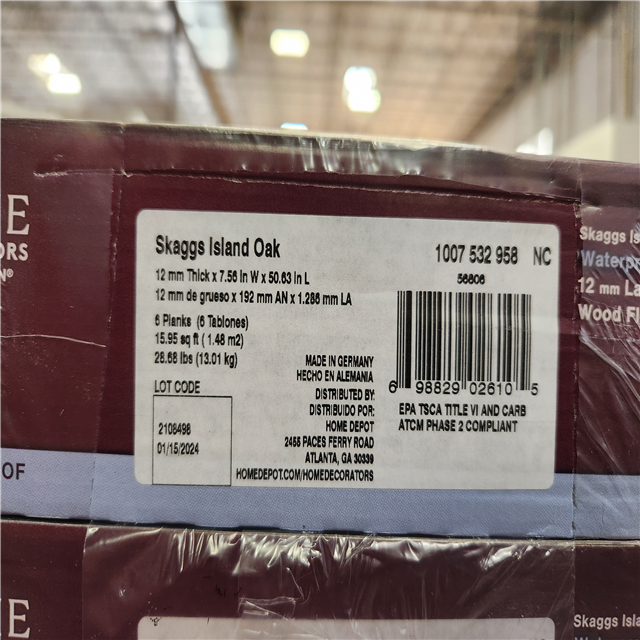 Skaggs Island Oak
1007 532 958 NC
56806
12 mm Thick x 7.56 in W x 50.63 in L
12 mm de grueso x 192 mm AN x 1.286 mm LA
6 Planks (6 Tablones)
15.95 sq ft ( 1.48 m2)
28.68 lbs (13.01 kg)
LOT CODE
2108498
01/15/2024
MADE IN GERMANY
HECHO EN ALEMANIA
DISTRIBUTED BY:
DISTRIBUIDO POR:
HOME DEPOT
2455 PACES FERRY ROAD
ATLANTA, GA 30339
HOMEDEPOT.COM/HOMEDECORATORS
6 98829 02610 5
EPA TSCA TITLE VI AND CARB
ATCM PHASE 2 COMPLIANT
E
ORS
N®
OF
Skaggs Is
Waterpr
12 mm La
Wood Fl
E
Skaggs Isla